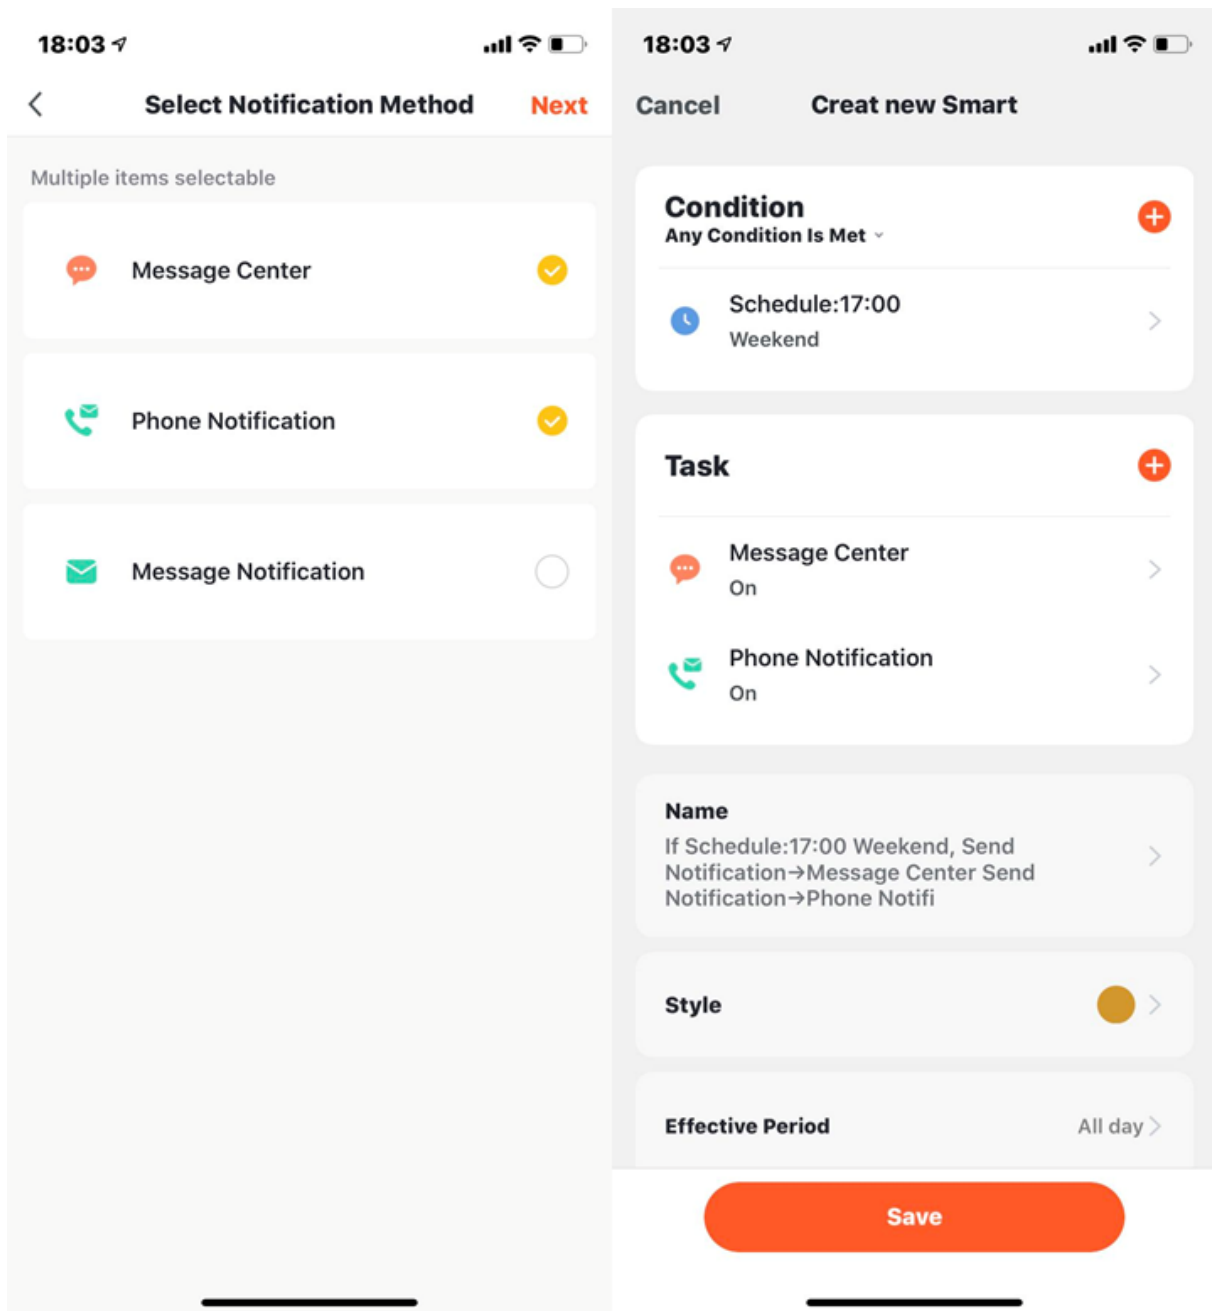 18:03
Select Notification Method
Next
Multiple items selectable
Message Center
Phone Notification
Message Notification
18:03
Cancel
Creat new Smart
Condition
Any Condition Is Met
Schedule:17:00
Weekend
Task
Message Center
On
Phone Notification
On
Name
If Schedule:17:00 Weekend, Send
Notification→Message Center Send
Notification→Phone Notifi
Style
Effective Period
All day
Save